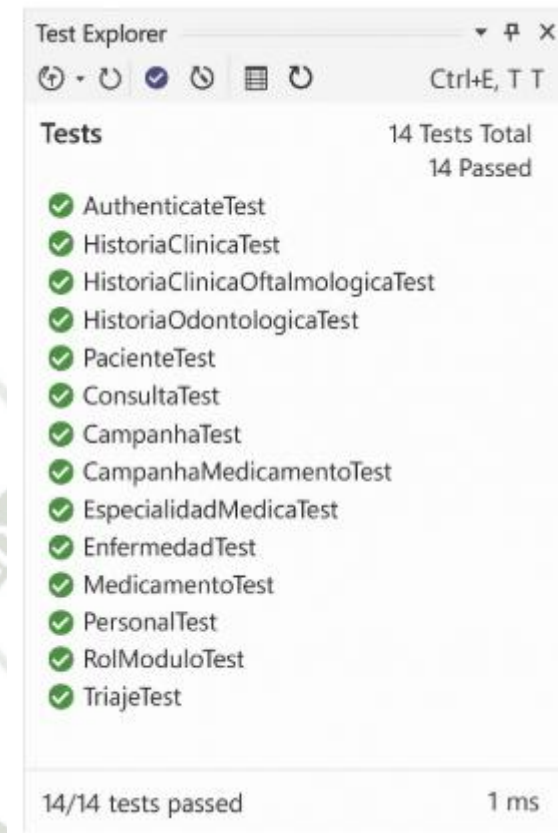 Test Explorer
Ctrl+E, T T
Tests
14 Tests Total
14 Passed
AuthenticateTest
HistoriaClinicaTest
HistoriaClinicaOftalmologicaTest
HistoriaOdontologicaTest
PacienteTest
ConsultaTest
CampanhaTest
CampanhaMedicamentoTest
EspecialidadMedicaTest
EnfermedadTest
MedicamentoTest
PersonalTest
RolModuloTest
TriajeTest
14/14 tests passed
1 ms